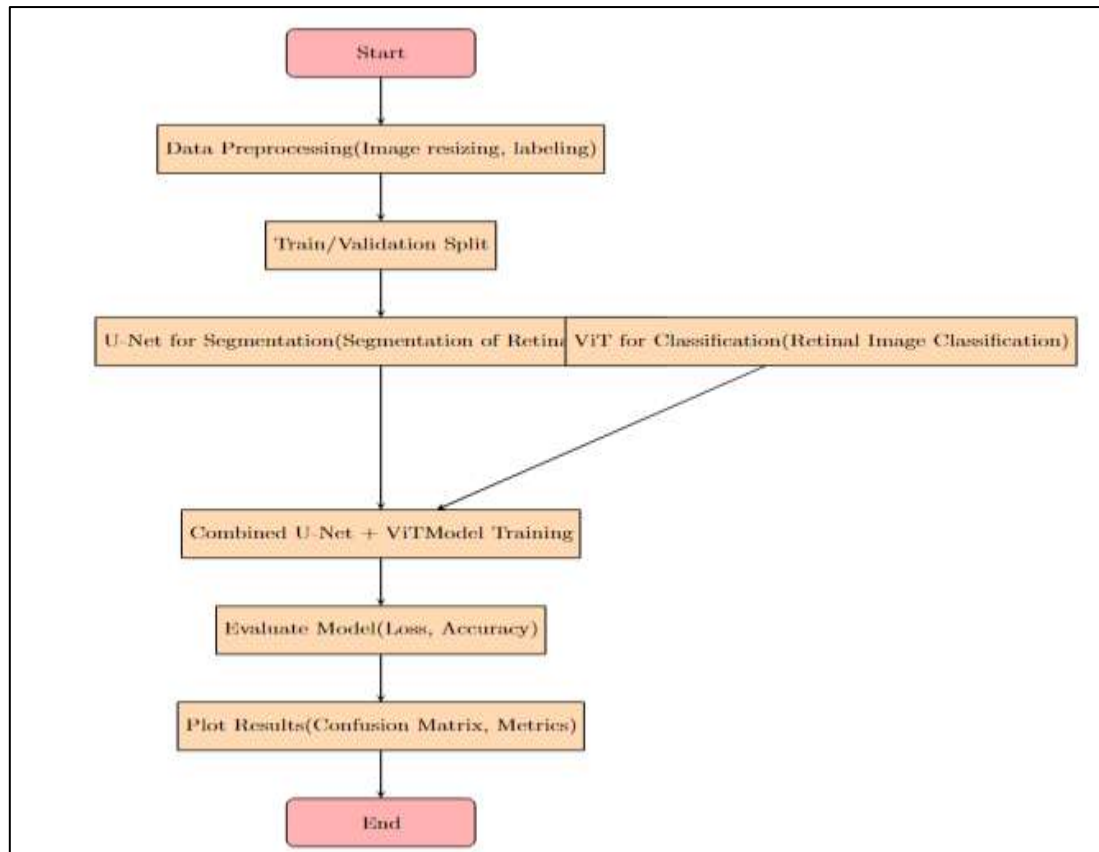 Start
Data Preprocessing(Image resizing, labeling)
Train/Validation Split
U-Net for Segmentation(Segmentation of
ViT for Classification(Retinal Image Classification)
Combined U-Net + ViTModel Training
Evaluate Model(Loss, Accuracy)
Plot Results(Confusion Matrix, Metrics)
End